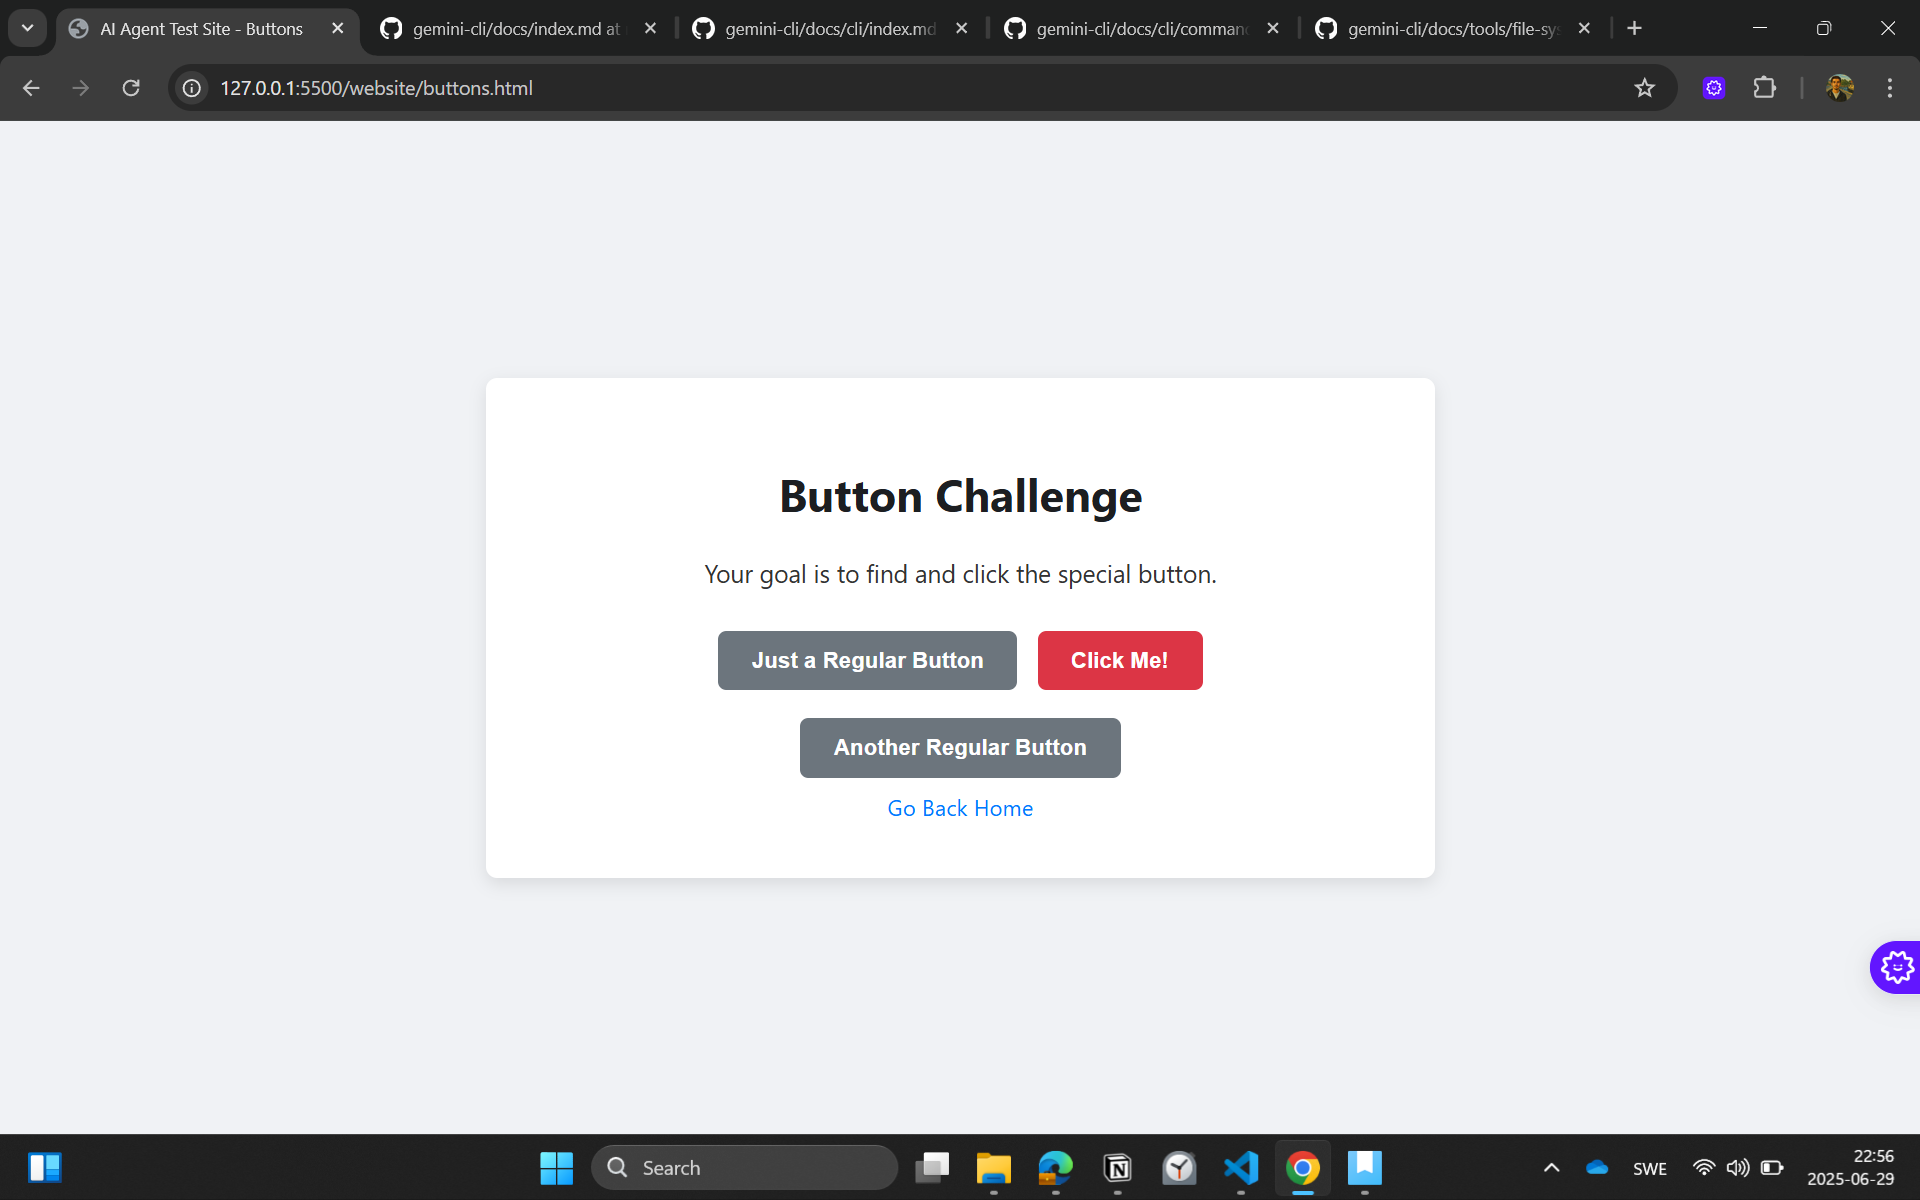 AI Agent Test Site - Buttons
gemini-cli/docs/index.md at
gemini-cli/docs/cli/index.md
gemini-cli/docs/cli/comman
gemini-cli/docs/tools/file-sy
127.0.0.1:5500/website/buttons.html
Button Challenge
Your goal is to find and click the special button.
Just a Regular Button
Click Me!
Another Regular Button
Go Back Home
Search
SWE
22:56
2025-06-29